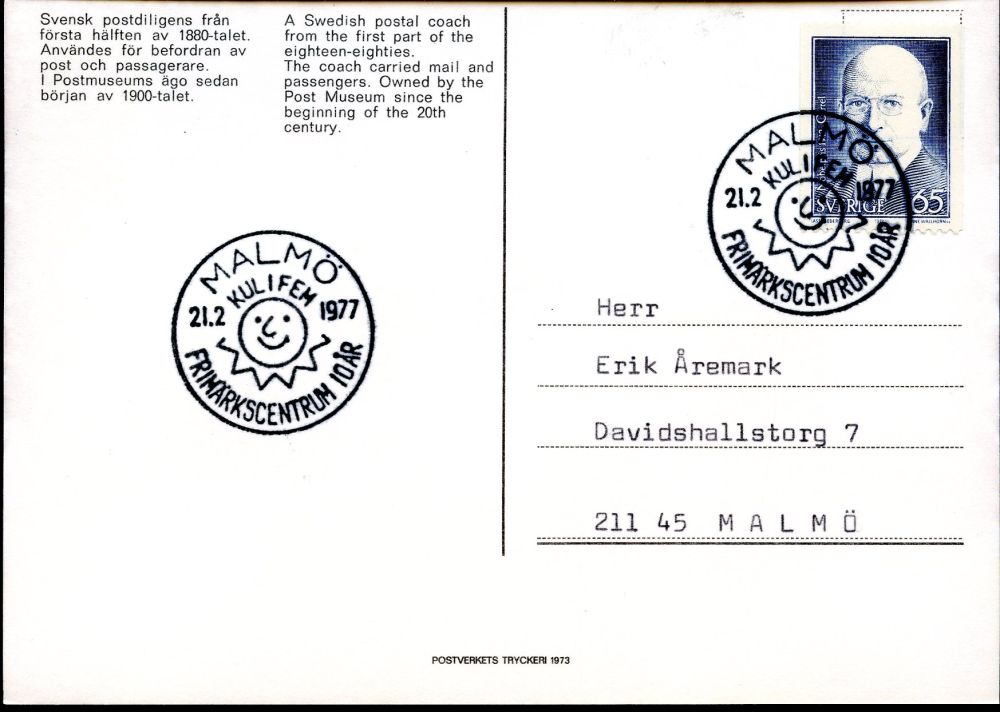 Svensk postdiligens från
första hälften av 1880-talet.
Användes för befordran av
post och passagerare.
I Postmuseums ägo sedan
början av 1900-talet.
A Swedish postal coach
from the first part of the
eighteen-eighties.
The coach carried mail and
passengers. Owned by the
Post Museum since the
beginning of the 20th
century.
SVERIGE 65
MALMÖ
KUL I FEM
21.2 1977
FRIMÄRKSCENTRUM 10 ÅR
MALMÖ
KUL I FEM
21.2 1977
FRIMÄRKSCENTRUM 10 ÅR
Herr
Erik Åremark
Davidshallstorg 7
211 45 M A L M Ö
POSTVERKETS TRYCKERI 1973